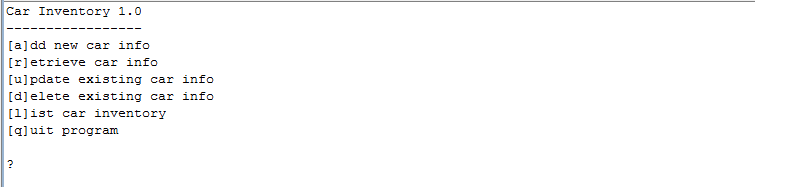 Car Inventory 1.0
-----------------
[a]dd new car info
[r]etrieve car info
[u]pdate existing car info
[d]elete existing car info
[l]ist car inventory
[q]uit program
?